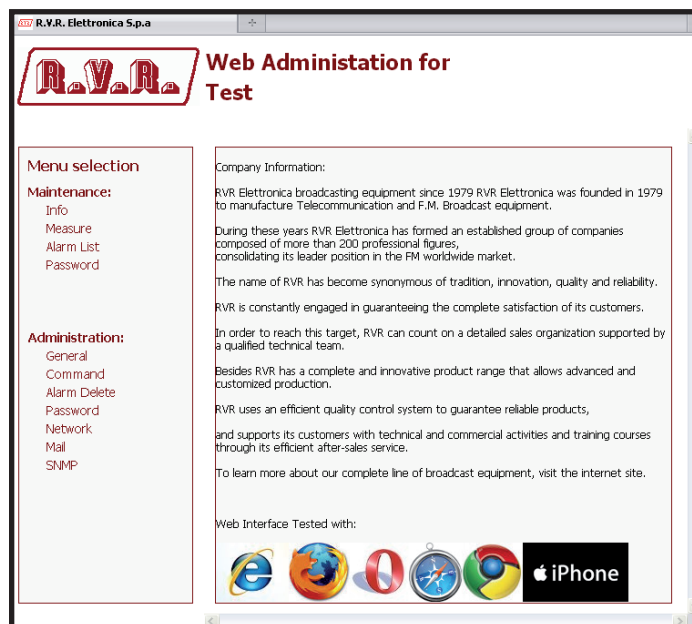 R.V.R. Elettronica S.p.a
R.V.R.
Web Administation for
Test
Menu selection
Maintenance:
Info
Measure
Alarm List
Password
Administration:
General
Command
Alarm Delete
Password
Network
Mail
SNMP
Company Information:
RVR Elettronica broadcasting equipment since 1979 RVR Elettronica was founded in 1979
to manufacture Telecommunication and F.M. Broadcast equipment.
During these years RVR Elettronica has formed an established group of companies
composed of more than 200 professional figures,
consolidating its leader position in the FM worldwide market.
The name of RVR has become synonymous of tradition, innovation, quality and reliability.
RVR is constantly engaged in guaranteeing the complete satisfaction of its customers.
In order to reach this target, RVR can count on a detailed sales organization supported by
a qualified technical team.
Besides RVR has a complete and innovative product range that allows advanced and
customized production.
RVR uses an efficient quality control system to guarantee reliable products,
and supports its customers with technical and commercial activities and training courses
through its efficient after-sales service.
To learn more about our complete line of broadcast equipment, visit the internet site.
Web Interface Tested with:
iPhone